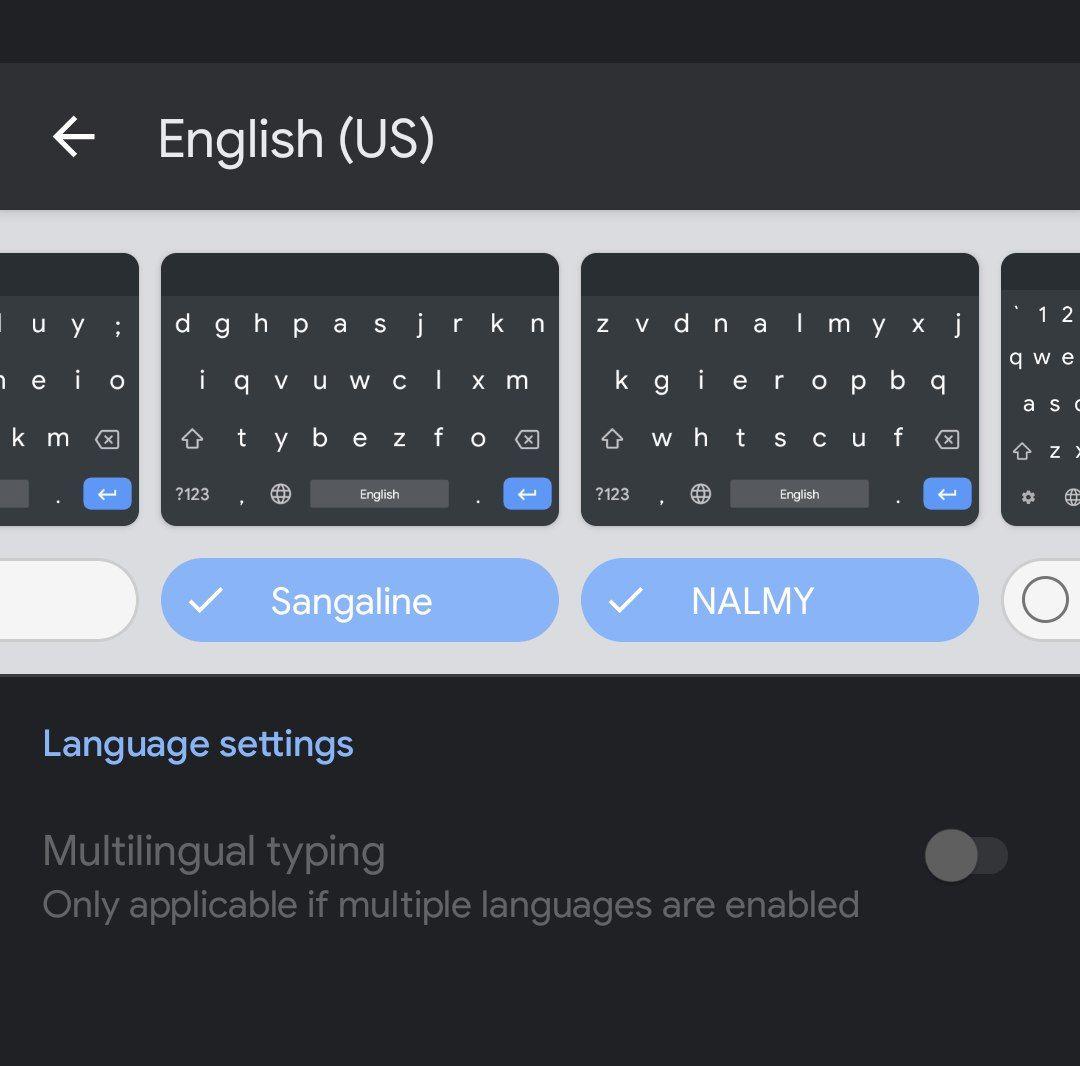 English (US)
u y ;
e i o
k m
.
d g h p a s j r k n
i q v u w c l x m
t y b e z f o
?123 , English .
z v d n a l m y x j
k g i e r o p b q
w h t s c u f
?123 , English .
` 1 2
q w e
a s
z
Sangaline
NALMY
Language settings
Multilingual typing
Only applicable if multiple languages are enabled